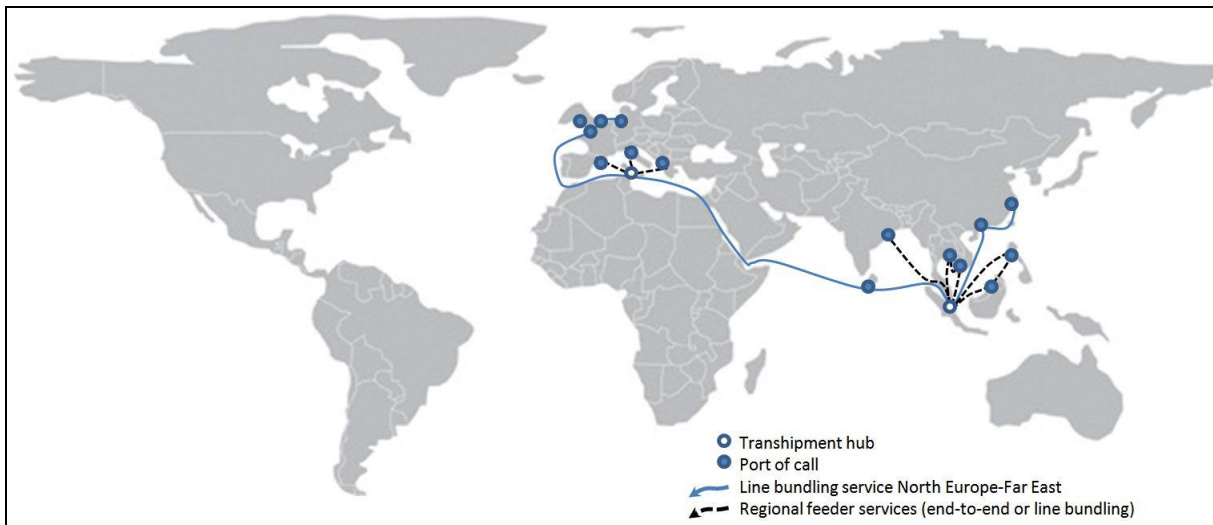 Transhipment hub
Port of call
Line bundling service North Europe-Far East
Regional feeder services (end-to-end or line bundling)